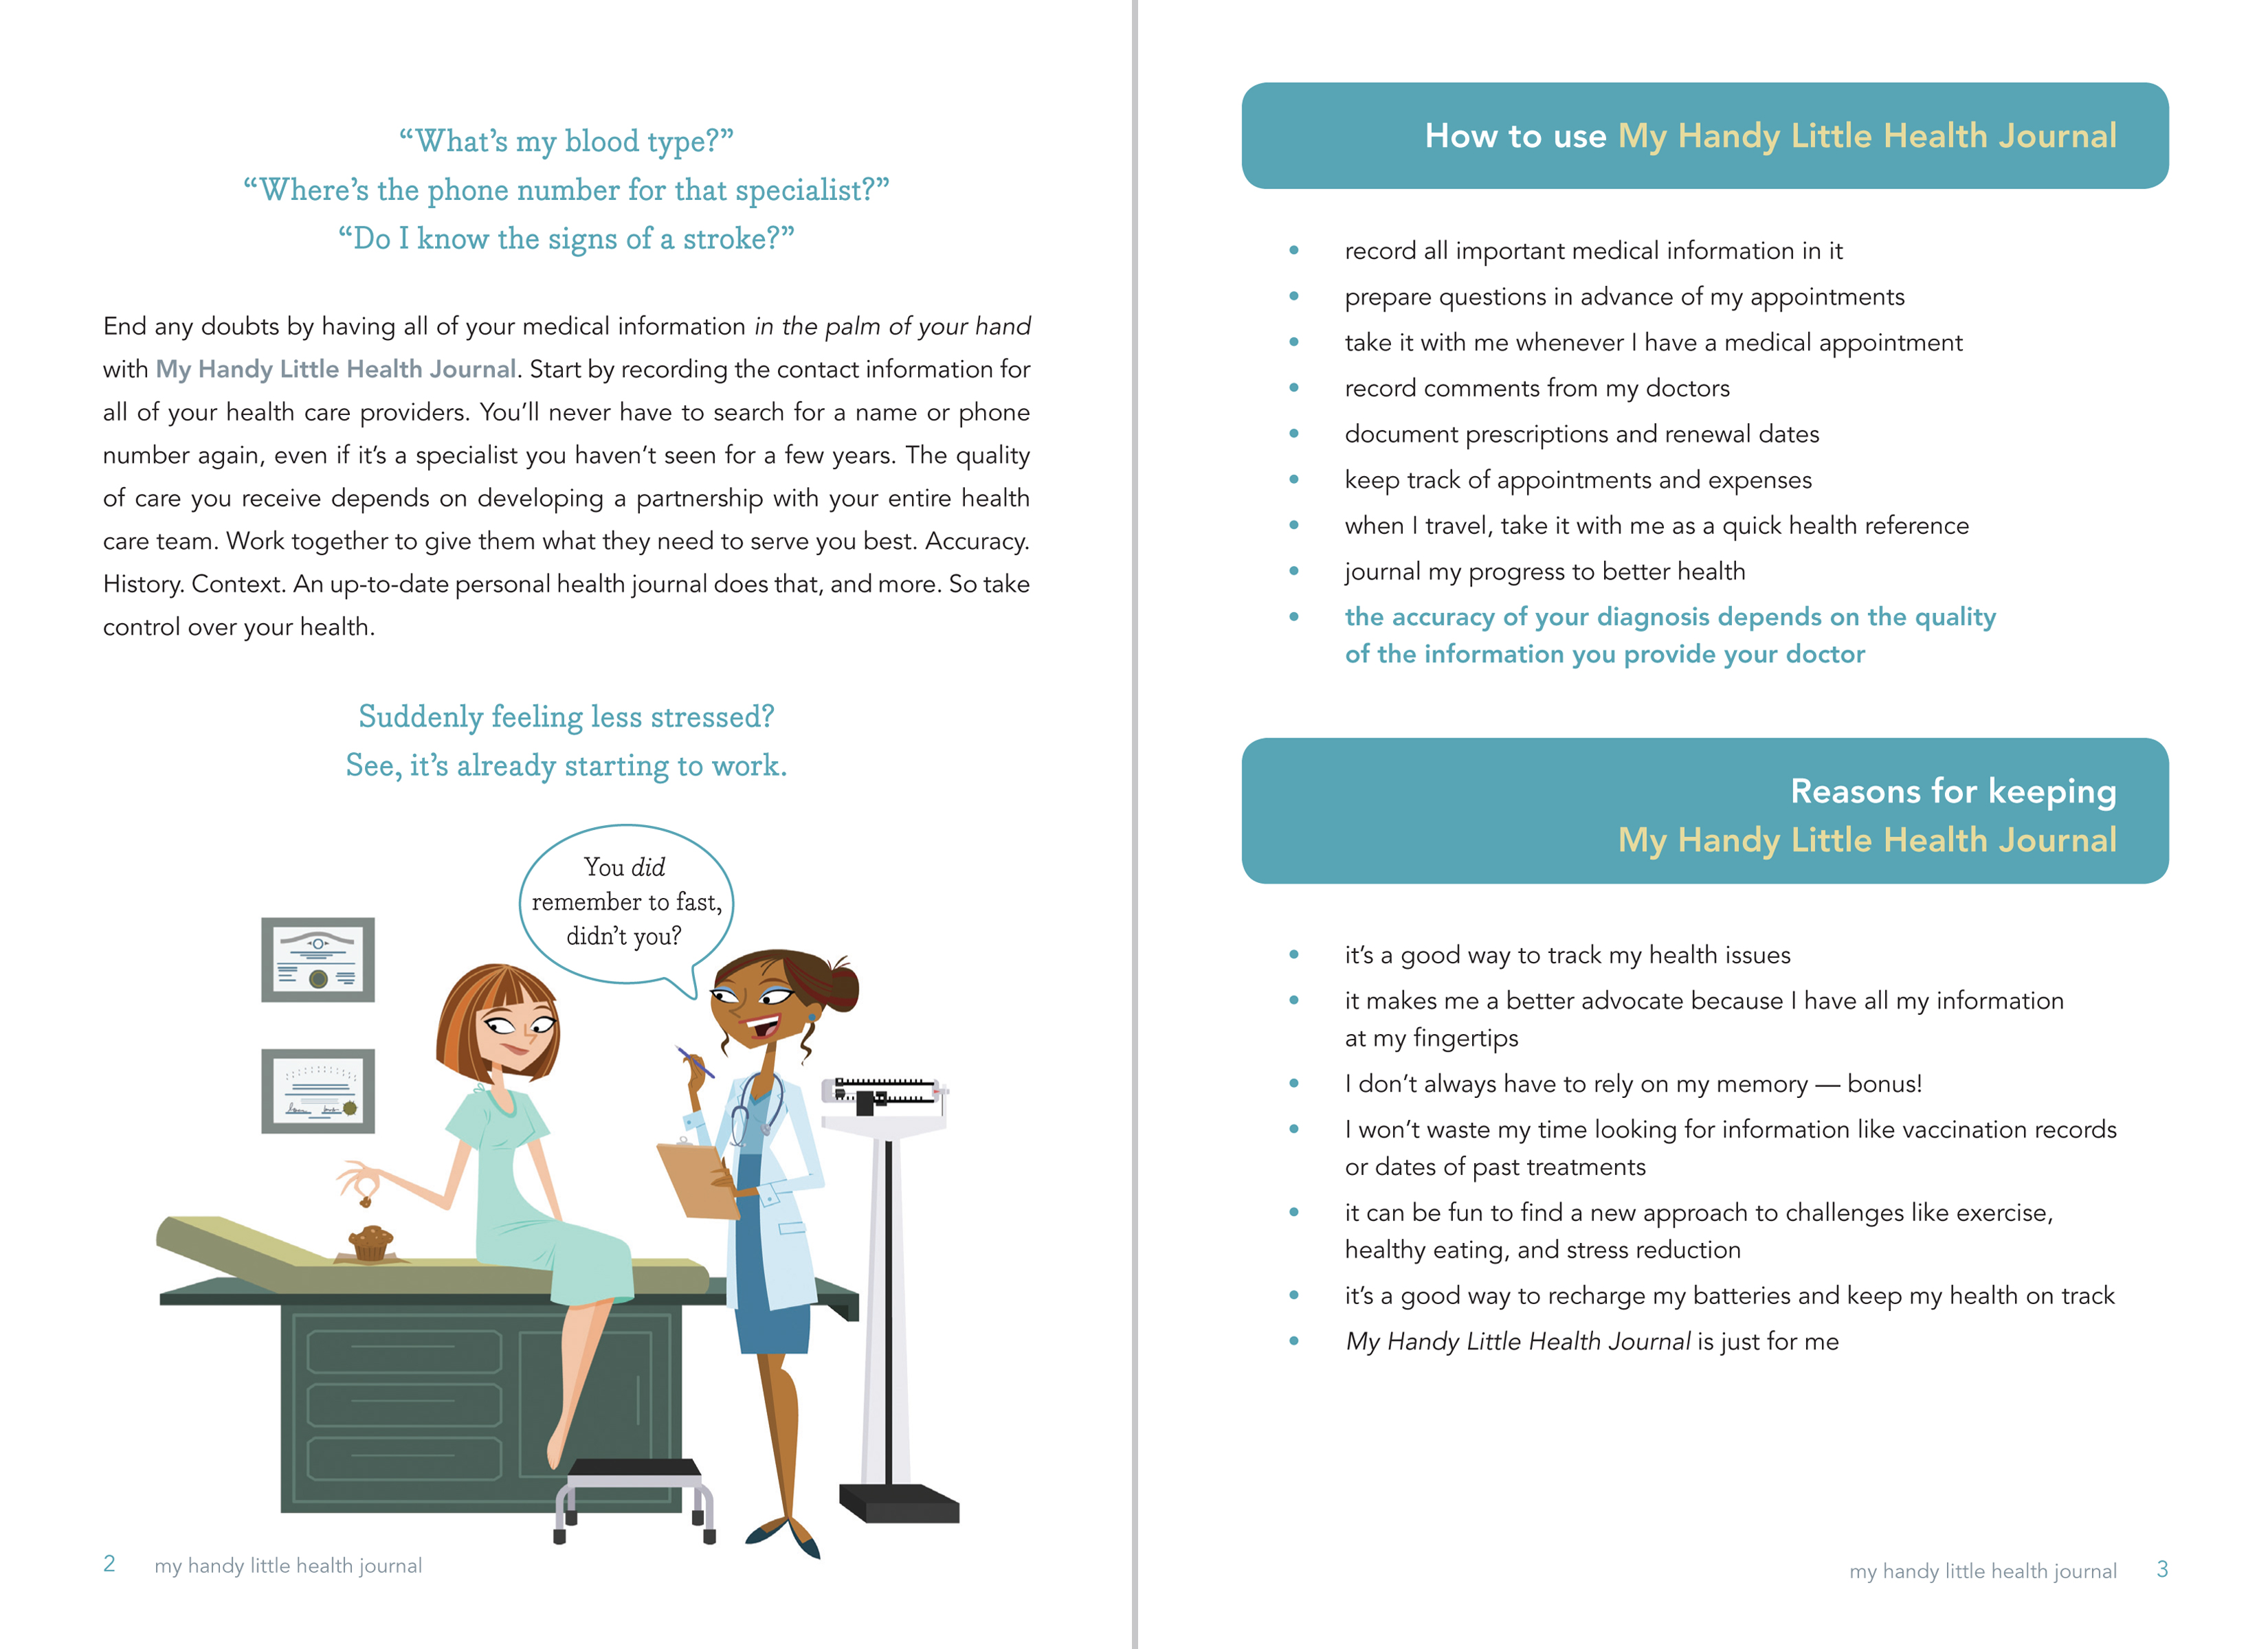 “What’s my blood type?”
“Where’s the phone number for that specialist?”
“Do I know the signs of a stroke?”
End any doubts by having all of your medical information in the palm of your hand
with My Handy Little Health Journal. Start by recording the contact information for
all of your health care providers. You’ll never have to search for a name or phone
number again, even if it’s a specialist you haven’t seen for a few years. The quality
of care you receive depends on developing a partnership with your entire health
care team. Work together to give them what they need to serve you best. Accuracy.
History. Context. An up-to-date personal health journal does that, and more. So take
control over your health.
Suddenly feeling less stressed?
See, it’s already starting to work.
You did
remember to fast,
didn’t you?
2 my handy little health journal
How to use My Handy Little Health Journal
• record all important medical information in it
• prepare questions in advance of my appointments
• take it with me whenever I have a medical appointment
• record comments from my doctors
• document prescriptions and renewal dates
• keep track of appointments and expenses
• when I travel, take it with me as a quick health reference
• journal my progress to better health
• the accuracy of your diagnosis depends on the quality
of the information you provide your doctor
Reasons for keeping
My Handy Little Health Journal
• it’s a good way to track my health issues
• it makes me a better advocate because I have all my information
at my fingertips
• I don’t always have to rely on my memory — bonus!
• I won’t waste my time looking for information like vaccination records
or dates of past treatments
• it can be fun to find a new approach to challenges like exercise,
healthy eating, and stress reduction
• it’s a good way to recharge my batteries and keep my health on track
• My Handy Little Health Journal is just for me
my handy little health journal 3